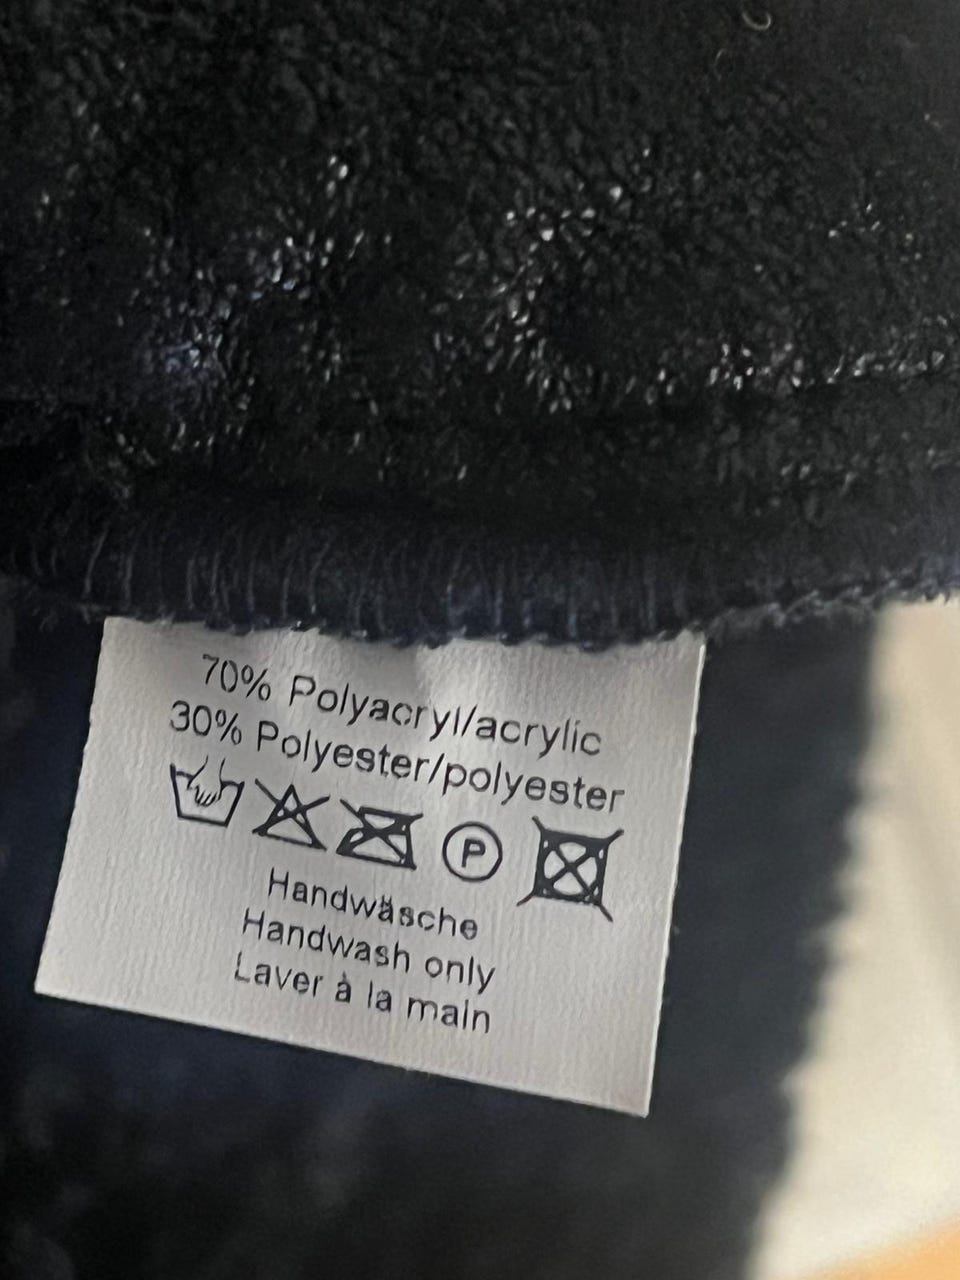 70% Polyacryl/acrylic
30% Polyester/polyester
P
Handwäsche
Handwash only
Laver à la main